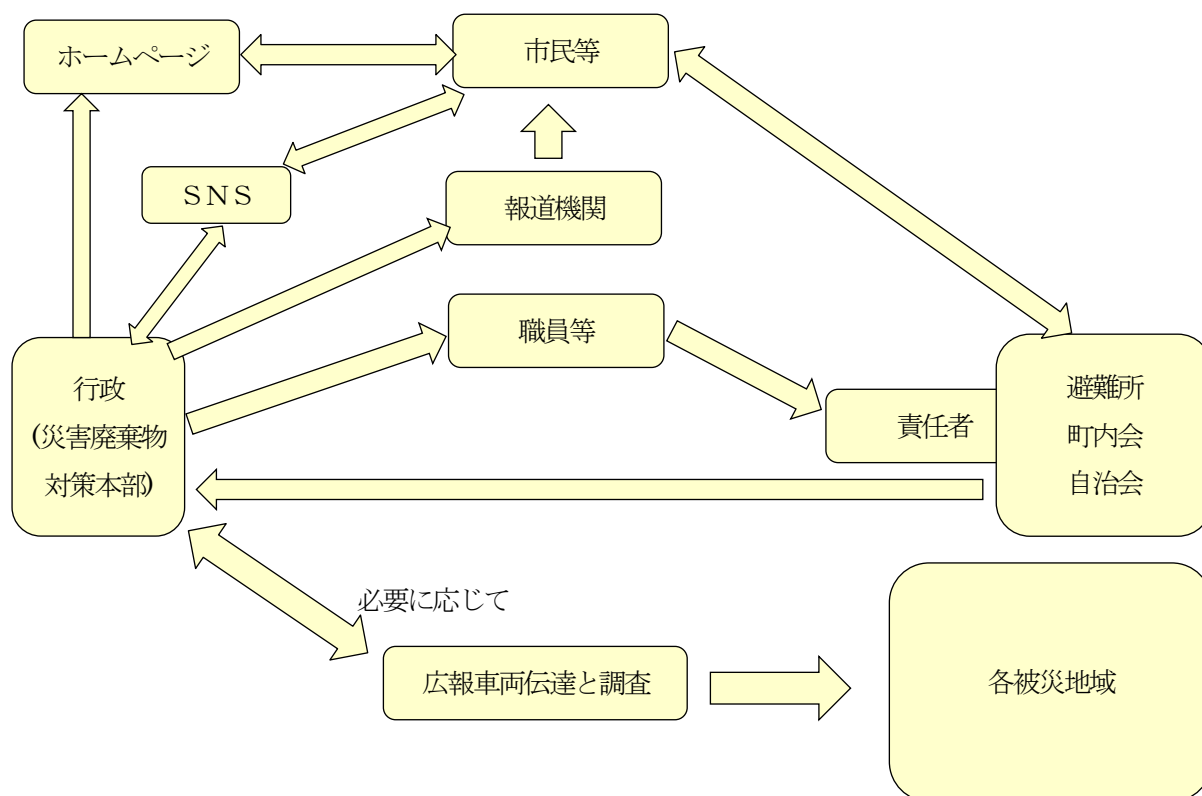 ホームページ
市民等
ＳＮＳ
報道機関
職員等
行政
(災害廃棄物
対策本部)
責任者
避難所
町内会
自治会
必要に応じて
広報車両伝達と調査
各被災地域